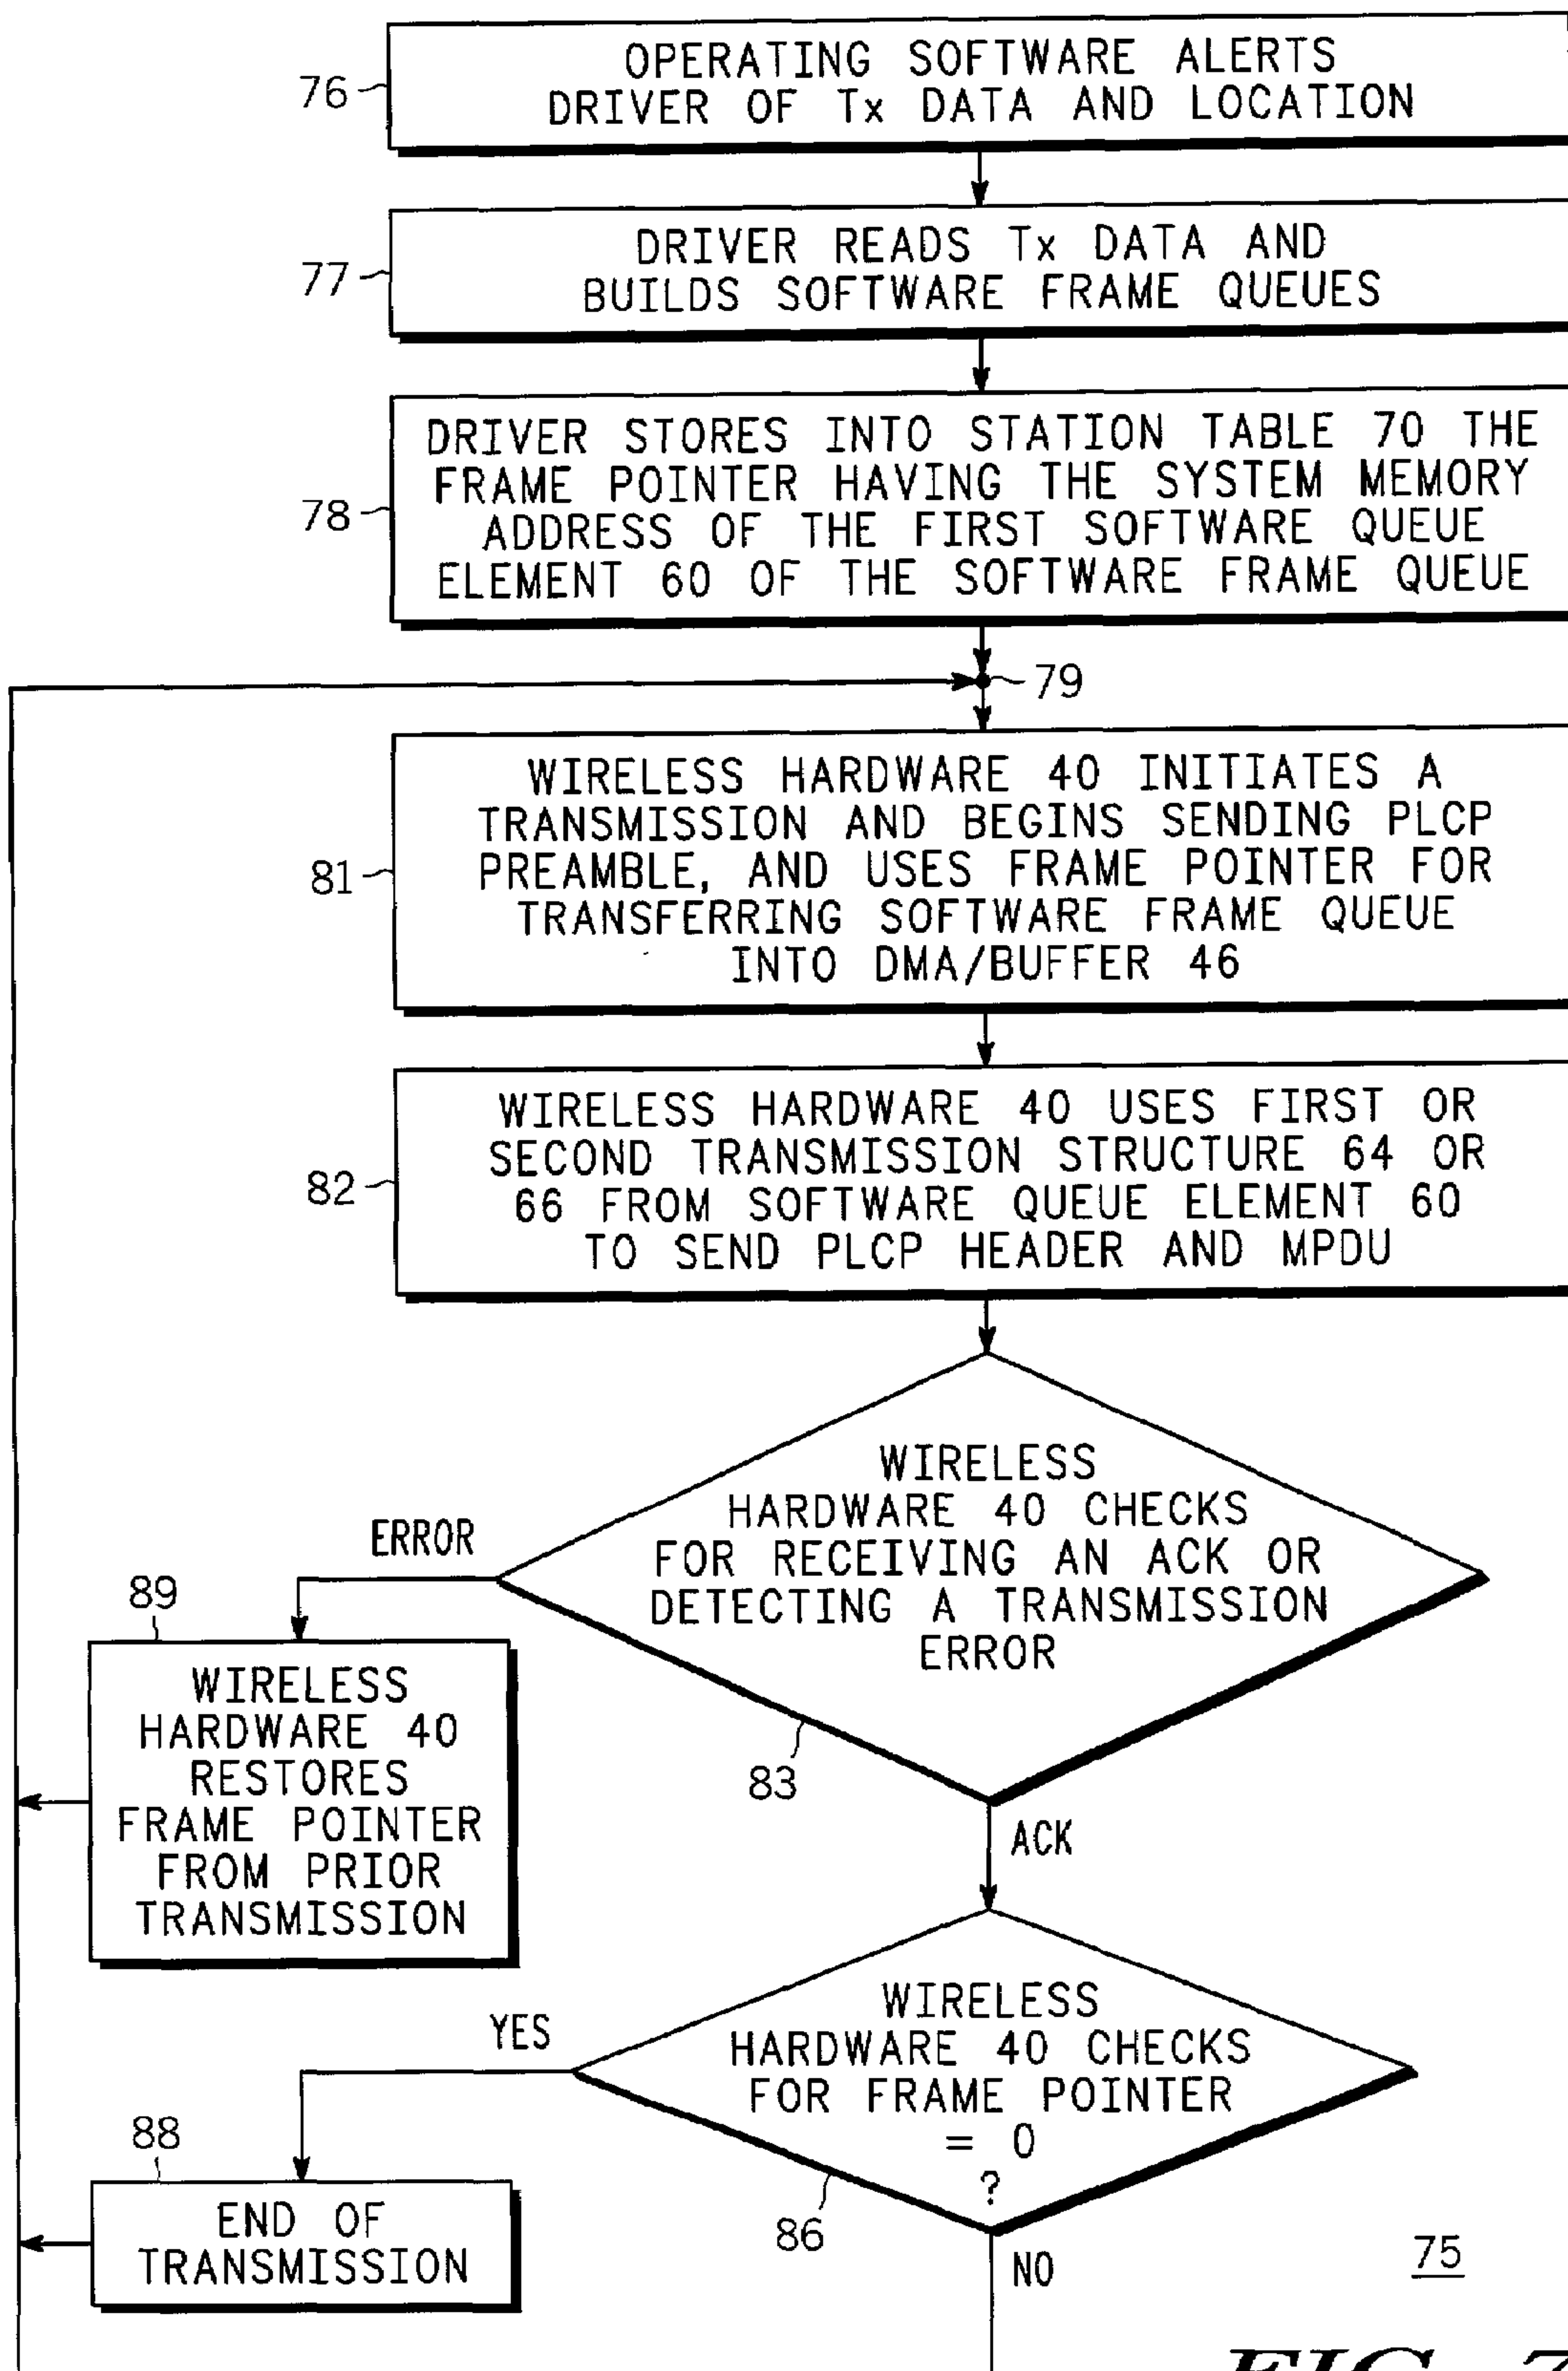 76
OPERATING SOFTWARE ALERTS
DRIVER OF Tx DATA AND LOCATION
77
DRIVER READS Tx DATA AND
BUILDS SOFTWARE FRAME QUEUES
78
DRIVER STORES INTO STATION TABLE 70 THE
FRAME POINTER HAVING THE SYSTEM MEMORY
ADDRESS OF THE FIRST SOFTWARE QUEUE
ELEMENT 60 OF THE SOFTWARE FRAME QUEUE
79
81
WIRELESS HARDWARE 40 INITIATES A
TRANSMISSION AND BEGINS SENDING PLCP
PREAMBLE, AND USES FRAME POINTER FOR
TRANSFERRING SOFTWARE FRAME QUEUE
INTO DMA/BUFFER 46
82
WIRELESS HARDWARE 40 USES FIRST OR
SECOND TRANSMISSION STRUCTURE 64 OR
66 FROM SOFTWARE QUEUE ELEMENT 60
TO SEND PLCP HEADER AND MPDU
WIRELESS
HARDWARE 40 CHECKS
FOR RECEIVING AN ACK OR
DETECTING A TRANSMISSION
ERROR
83
ERROR
89
WIRELESS
HARDWARE 40
RESTORES
FRAME POINTER
FROM PRIOR
TRANSMISSION
ACK
WIRELESS
HARDWARE 40 CHECKS
FOR FRAME POINTER
= 0
?
86
YES
88
END OF
TRANSMISSION
NO
75
FIG. 7